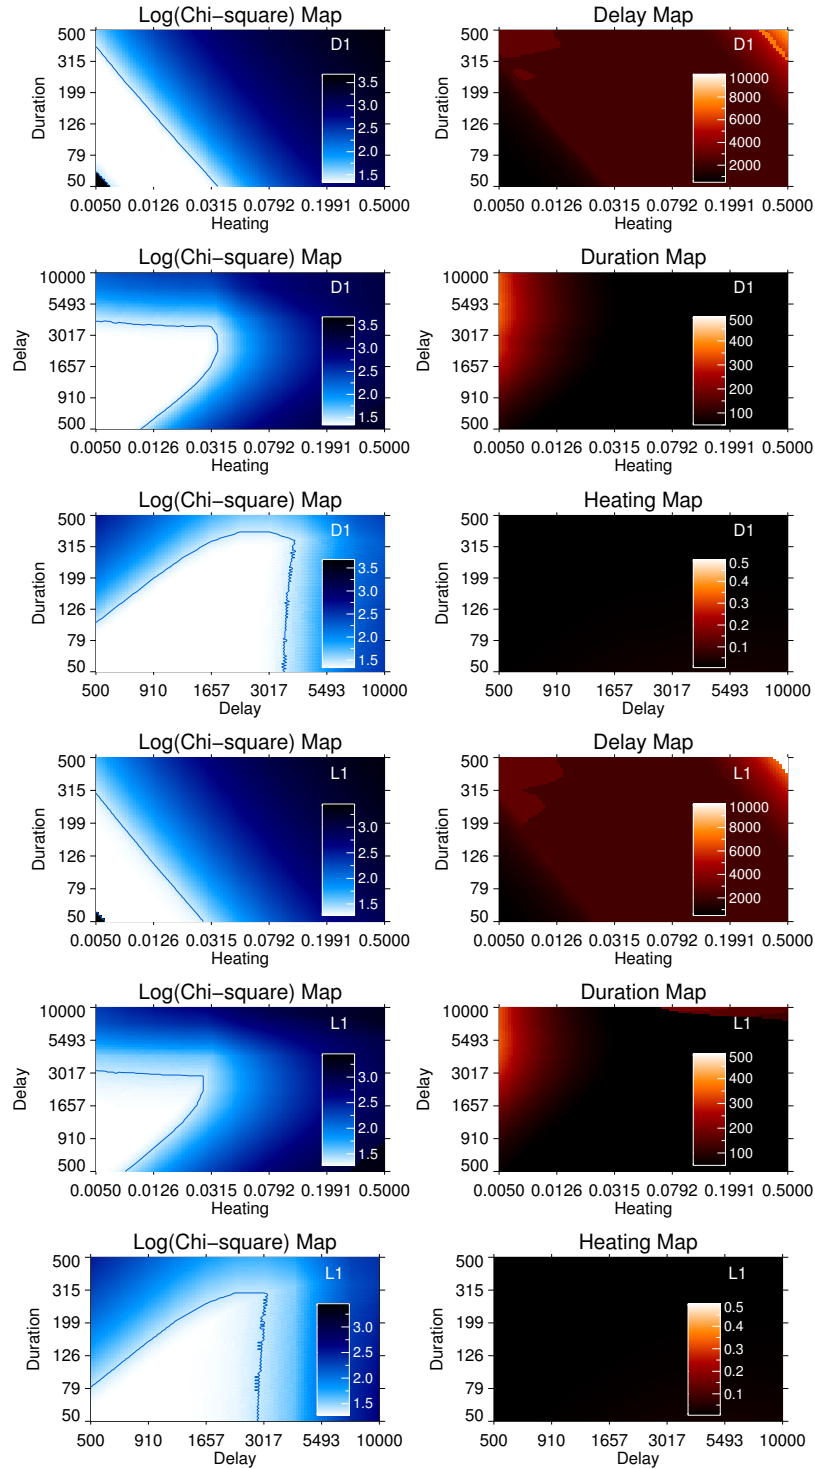 Log(Chi−square) Map
D1
500
315
199
126
79
50
Duration
3.5
3.0
2.5
2.0
1.5
0.0050 0.0126 0.0315 0.0792 0.1991 0.5000
Heating
Delay Map
D1
500
315
199
126
79
50
Duration
10000
8000
6000
4000
2000
0.0050 0.0126 0.0315 0.0792 0.1991 0.5000
Heating
Log(Chi−square) Map
D1
10000
5493
3017
1657
910
500
Delay
3.5
3.0
2.5
2.0
1.5
0.0050 0.0126 0.0315 0.0792 0.1991 0.5000
Heating
Duration Map
D1
10000
5493
3017
1657
910
500
Delay
500
400
300
200
100
0.0050 0.0126 0.0315 0.0792 0.1991 0.5000
Heating
Log(Chi−square) Map
D1
500
315
199
126
79
50
Duration
3.5
3.0
2.5
2.0
1.5
500 910 1657 3017 5493 10000
Delay
Heating Map
D1
500
315
199
126
79
50
Duration
0.5
0.4
0.3
0.2
0.1
500 910 1657 3017 5493 10000
Delay
Log(Chi−square) Map
L1
500
315
199
126
79
50
Duration
3.0
2.5
2.0
1.5
0.0050 0.0126 0.0315 0.0792 0.1991 0.5000
Heating
Delay Map
L1
500
315
199
126
79
50
Duration
10000
8000
6000
4000
2000
0.0050 0.0126 0.0315 0.0792 0.1991 0.5000
Heating
Log(Chi−square) Map
L1
10000
5493
3017
1657
910
500
Delay
3.0
2.5
2.0
1.5
0.0050 0.0126 0.0315 0.0792 0.1991 0.5000
Heating
Duration Map
L1
10000
5493
3017
1657
910
500
Delay
500
400
300
200
100
0.0050 0.0126 0.0315 0.0792 0.1991 0.5000
Heating
Log(Chi−square) Map
L1
500
315
199
126
79
50
Duration
3.0
2.5
2.0
1.5
500 910 1657 3017 5493 10000
Delay
Heating Map
L1
500
315
199
126
79
50
Duration
0.5
0.4
0.3
0.2
0.1
500 910 1657 3017 5493 10000
Delay